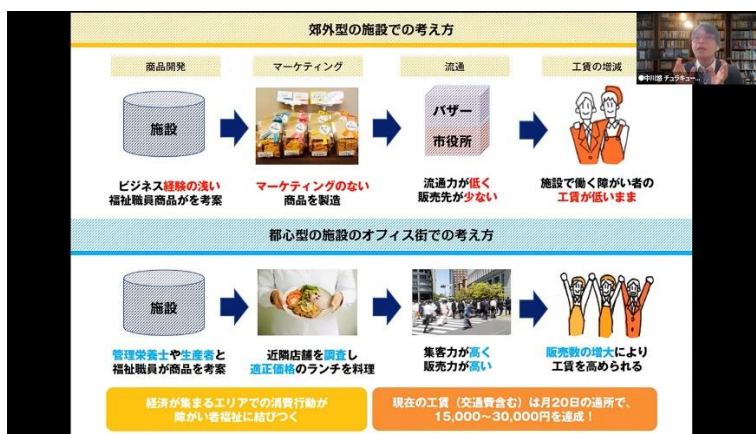 郊外型の施設での考え方
●中川悠 チュラキュー...
商品開発
マーケティング
流通
工賃の増減
施設
バザー
市役所
ビジネス経験の浅い
福祉職員商品がを考案
マーケティングのない
商品を製造
流通力が低く
販売先が少ない
施設で働く障がい者の
工賃が低いまま
都心型の施設のオフィス街での考え方
施設
管理栄養士や生産者と
福祉職員が商品を考案
近隣店舗を調査し
適正価格のランチを料理
集客力が高く
販売力が高い
販売数の増大により
工賃を高められる
経済が集まるエリアでの消費行動が
障がい者福祉に結びつく
現在の工賃（交通費含む）は月20日の通所で、
15,000〜30,000円を達成！